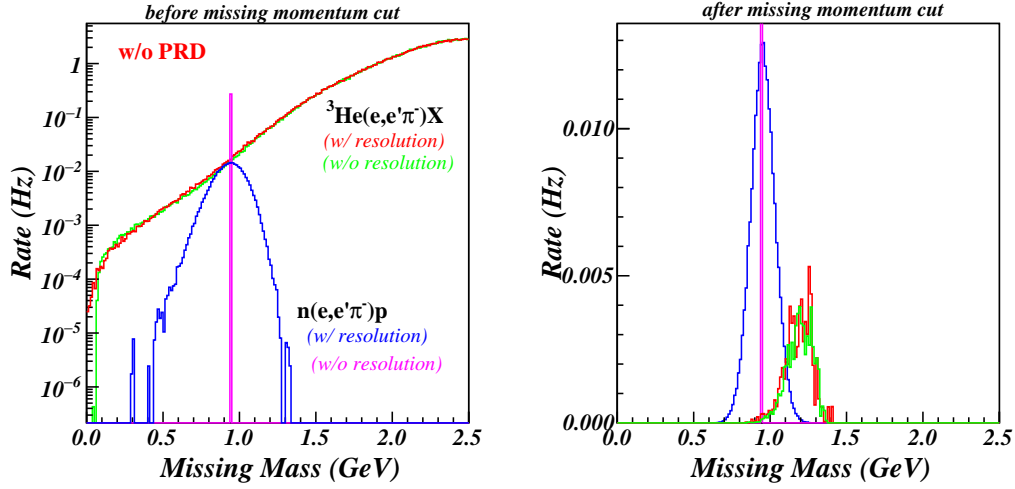 before missing momentum cut
w/o PRD
³He(e,e'π⁻)X
(w/ resolution)
(w/o resolution)
n(e,e'π⁻)p
(w/ resolution)
(w/o resolution)
Rate (Hz)
1
10⁻¹
10⁻²
10⁻³
10⁻⁴
10⁻⁵
10⁻⁶
0.0 0.5 1.0 1.5 2.0 2.5
Missing Mass (GeV)
after missing momentum cut
Rate (Hz)
0.010
0.005
0.000
0.0 0.5 1.0 1.5 2.0 2.5
Missing Mass (GeV)